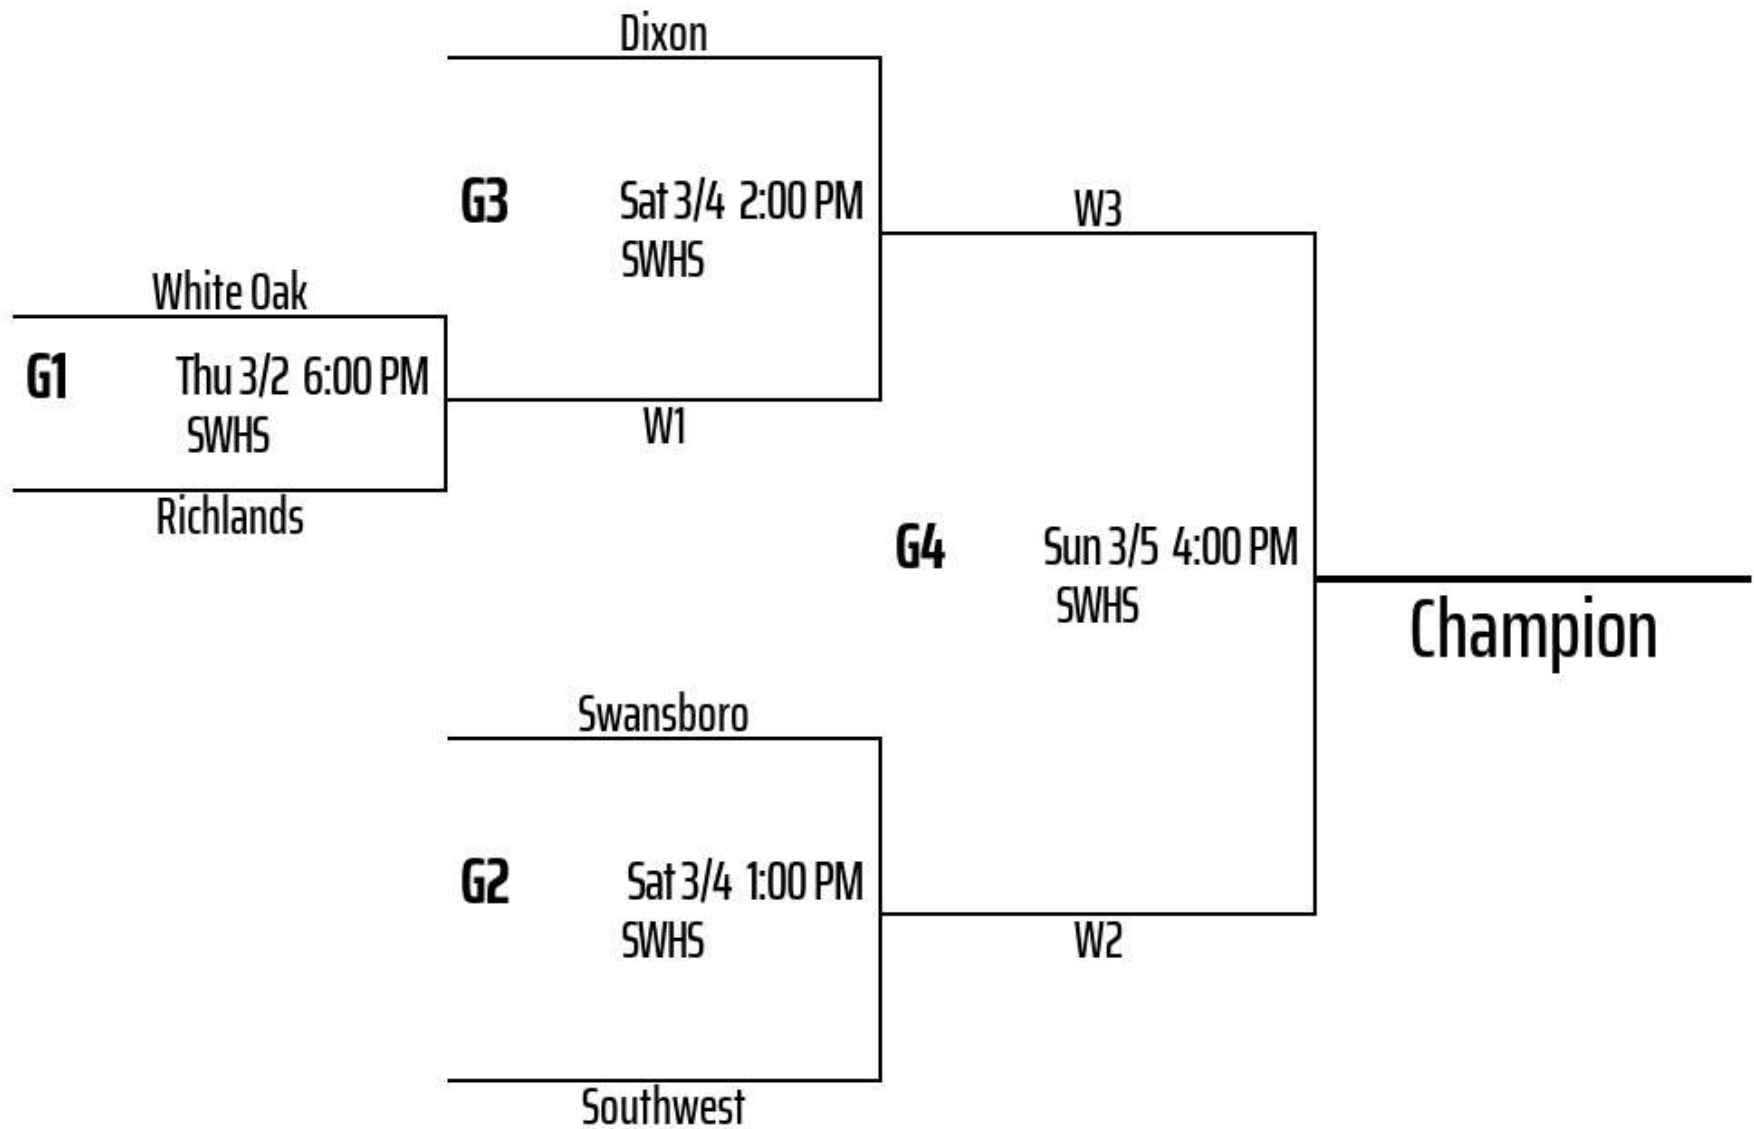 Dixon
G3 Sat 3/4 2:00 PM
SWHS
W3
White Oak
G1 Thu 3/2 6:00 PM
SWHS
W1
Richlands
G4 Sun 3/5 4:00 PM
SWHS
Champion
Swansboro
G2 Sat 3/4 1:00 PM
SWHS
W2
Southwest